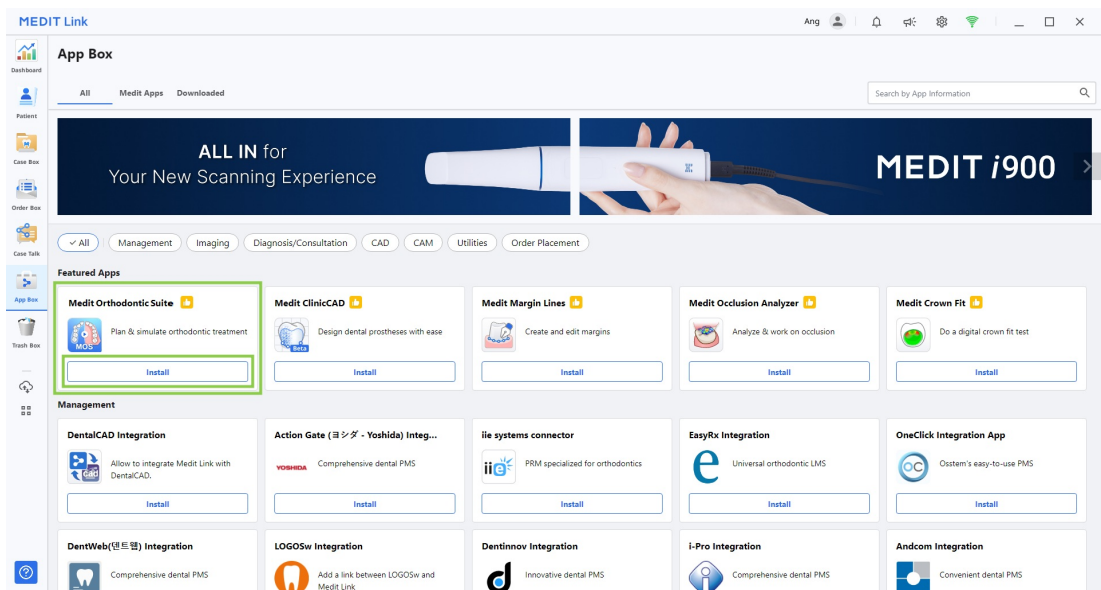 MEDIT Link
Ang
Dashboard
Patient
Case Box
Order Box
Case Talk
App Box
Trash Box
App Box
All Medit Apps Downloaded
Search by App Information
ALL IN for
Your New Scanning Experience
MEDIT i900
All Management Imaging Diagnosis/Consultation CAD CAM Utilities Order Placement
Featured Apps
Medit Orthodontic Suite
MOS
Plan & simulate orthodontic treatment
Install
Medit ClinicCAD
Beta
Design dental prostheses with ease
Install
Medit Margin Lines
Create and edit margins
Install
Medit Occlusion Analyzer
Analyze & work on occlusion
Install
Medit Crown Fit
Do a digital crown fit test
Install
Management
DentalCAD Integration
Cad
Allow to integrate Medit Link with
DentalCAD.
Install
Action Gate (ヨシダ - Yoshida) Integ...
YOSHIDA
Comprehensive dental PMS
Install
iie systems connector
iie
PRM specialized for orthodontics
Install
EasyRx Integration
e
Universal orthodontic LMS
Install
OneClick Integration App
OC
Osstem's easy-to-use PMS
Install
DentWeb(덴트웹) Integration
Comprehensive dental PMS
LOGOSw Integration
Add a link between LOGOSw and
Medit Link
Dentinnov Integration
Innovative dental PMS
i-Pro Integration
Comprehensive dental PMS
Andcom Integration
Convenient dental PMS